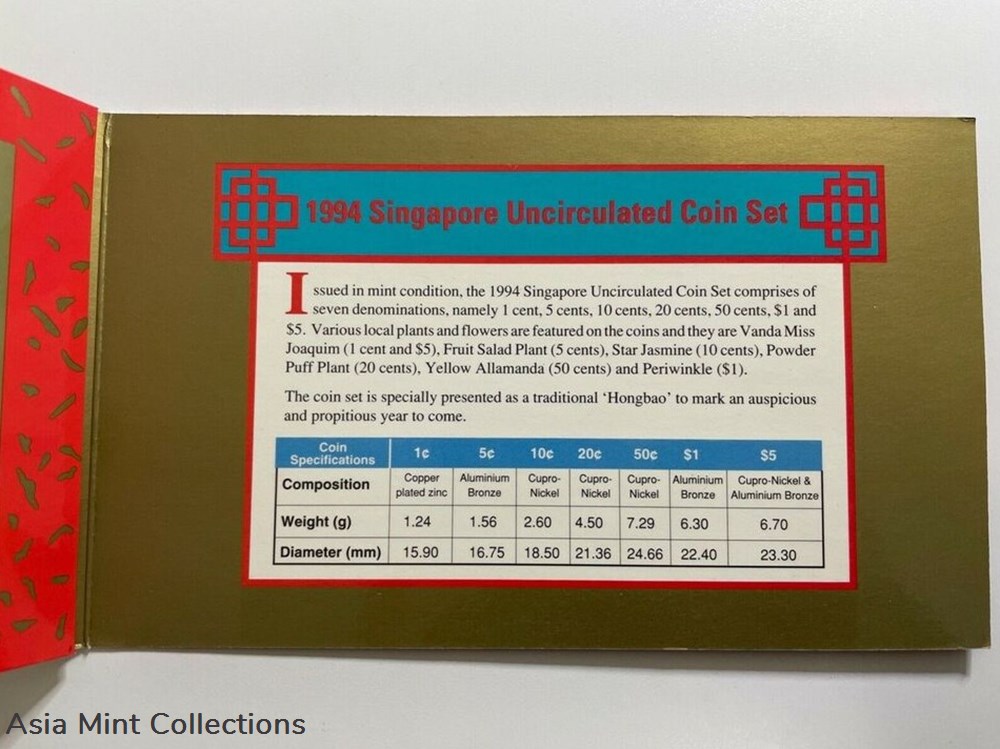 1994 Singapore Uncirculated Coin Set
Issued in mint condition, the 1994 Singapore Uncirculated Coin Set comprises of
seven denominations, namely 1 cent, 5 cents, 10 cents, 20 cents, 50 cents, $1 and
$5. Various local plants and flowers are featured on the coins and they are Vanda Miss
Joaquim (1 cent and $5), Fruit Salad Plant (5 cents), Star Jasmine (10 cents), Powder
Puff Plant (20 cents), Yellow Allamanda (50 cents) and Periwinkle ($1).
The coin set is specially presented as a traditional ‘Hongbao’ to mark an auspicious
and propitious year to come.
Coin Specifications 1¢ 5¢ 10¢ 20¢ 50¢ $1 $5
Composition Copper plated zinc Aluminium Bronze Cupro-Nickel Cupro-Nickel Cupro-Nickel Aluminium Bronze Cupro-Nickel & Aluminium Bronze
Weight (g) 1.24 1.56 2.60 4.50 7.29 6.30 6.70
Diameter (mm) 15.90 16.75 18.50 21.36 24.66 22.40 23.30
Asia Mint Collections